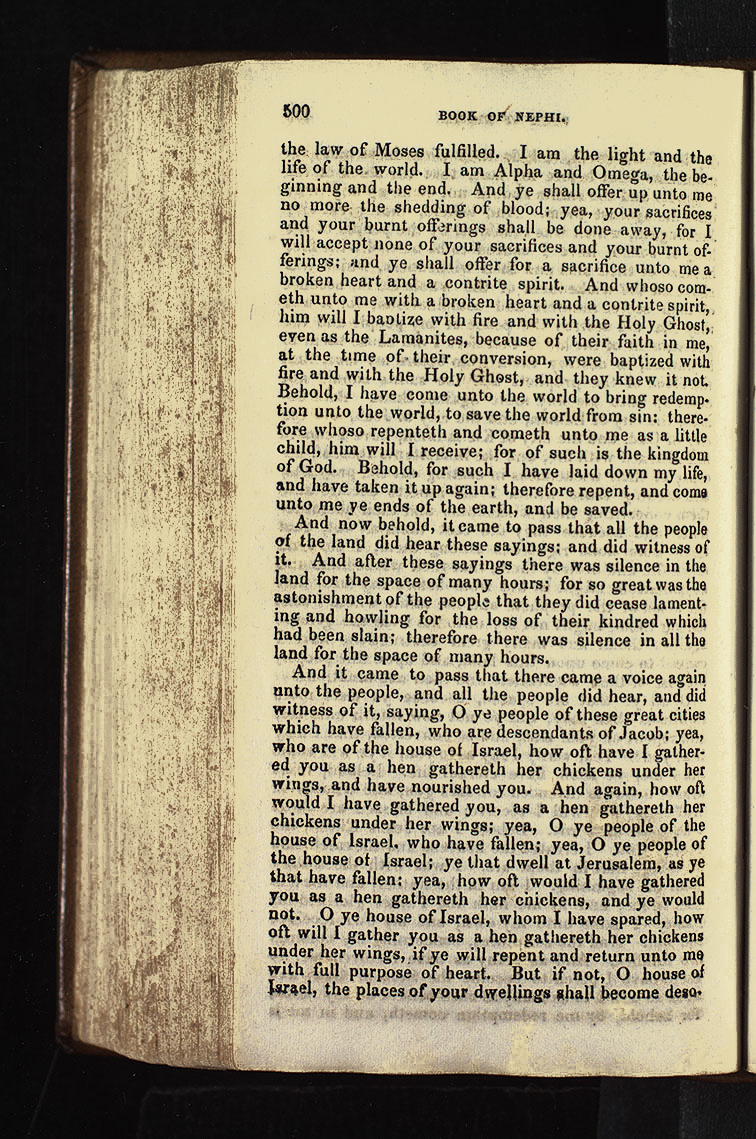 500 BOOK OF NEPHI.
the law of Moses fulfilled. I am the light and the
life of the world. I am Alpha and Omega, the be-
ginning and the end. And ye shall offer up unto me
no more the shedding of blood; yea, your sacrifices
and your burnt offerings shall be done away, for I
will accept none of your sacrifices and your burnt of-
ferings; and ye shall offer for a sacrifice unto me a
broken heart and a contrite spirit. And whoso com-
eth unto me with a broken heart and a contrite spirit,
him will I baptize with fire and with the Holy Ghost,
even as the Lamanites, because of their faith in me,
at the time of their conversion, were baptized with
fire and with the Holy Ghost, and they knew it not.
Behold, I have come unto the world to bring redemp-
tion unto the world, to save the world from sin: there-
fore whoso repenteth and cometh unto me as a little
child, him will I receive; for of such is the kingdom
of God. Behold, for such I have laid down my life,
and have taken it up again; therefore repent, and come
unto me ye ends of the earth, and be saved.
And now behold, it came to pass that all the people
of the land did hear these sayings; and did witness of
it. And after these sayings there was silence in the
land for the space of many hours; for so great was the
astonishment of the people that they did cease lament-
ing and howling for the loss of their kindred which
had been slain; therefore there was silence in all the
land for the space of many hours.
And it came to pass that there came a voice again
unto the people, and all the people did hear, and did
witness of it, saying, O ye people of these great cities
which have fallen, who are descendants of Jacob; yea,
who are of the house of Israel, how oft have I gather-
ed you as a hen gathereth her chickens under her
wings, and have nourished you. And again, how oft
would I have gathered you, as a hen gathereth her
chickens under her wings; yea, O ye people of the
house of Israel, who have fallen; yea, O ye people of
the house of Israel; ye that dwell at Jerusalem, as ye
that have fallen: yea, how oft would I have gathered
you as a hen gathereth her chickens, and ye would
not. O ye house of Israel, whom I have spared, how
oft will I gather you as a hen gathereth her chickens
under her wings, if ye will repent and return unto me
with full purpose of heart. But if not, O house of
Israel, the places of your dwellings shall become deso-